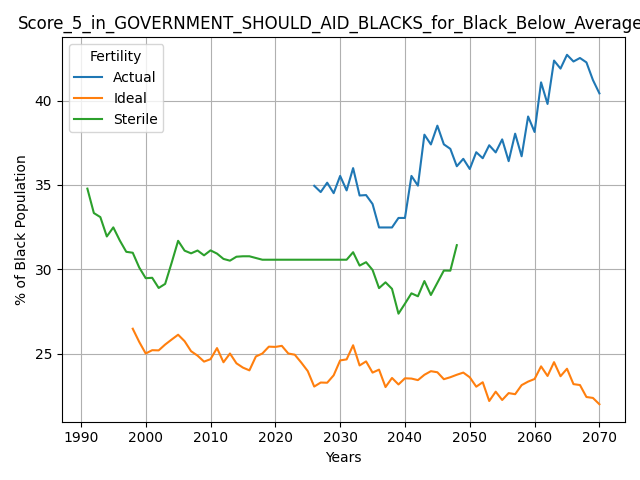 Score_5_in_GOVERNMENT_SHOULD_AID_BLACKS_for_Black_Below_Average
Fertility
Actual
Ideal
Sterile
% of Black Population
40
35
30
25
1990 2000 2010 2020 2030 2040 2050 2060 2070
Years